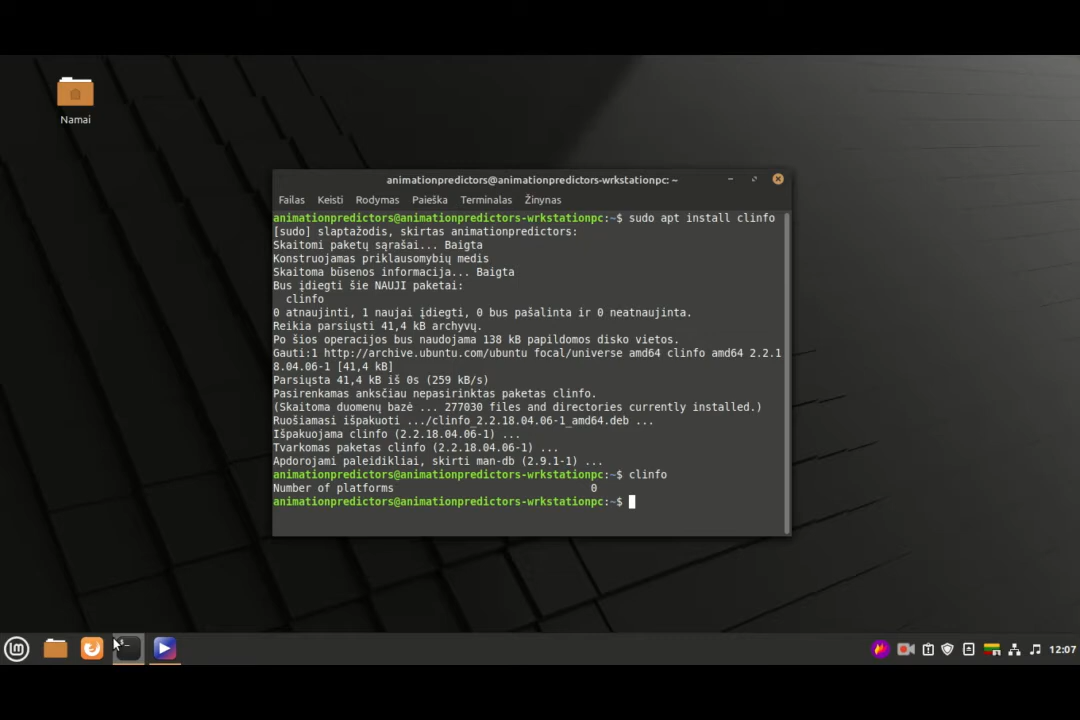 Namai
animationpredictors@animationpredictors-wrkstationpc: ~
Failas Keisti Rodymas Paieška Terminalas Žinynas
animationpredictors@animationpredictors-wrkstationpc:~$ sudo apt install clinfo
[sudo] slaptažodis, skirtas animationpredictors:
Skaitomi paketų sąrašai... Baigta
Konstruojamas priklausomybių medis
Skaitoma būsenos informacija... Baigta
Bus įdiegti šie NAUJI paketai:
clinfo
0 atnaujinti, 1 naujai įdiegti, 0 bus pašalinta ir 0 neatnaujinta.
Reikia parsiųsti 41,4 kB archyvų.
Po šios operacijos bus naudojama 138 kB papildomos disko vietos.
Gauti:1 http://archive.ubuntu.com/ubuntu focal/universe amd64 clinfo amd64 2.2.1
8.04.06-1 [41,4 kB]
Parsiųsta 41,4 kB iš 0s (259 kB/s)
Pasirenkamas anksčiau nepasirinktas paketas clinfo.
(Skaitoma duomenų bazė ... 277030 files and directories currently installed.)
Ruošiamasi išpakuoti .../clinfo_2.2.18.04.06-1_amd64.deb ...
Išpakuojama clinfo (2.2.18.04.06-1) ...
Tvarkomas paketas clinfo (2.2.18.04.06-1) ...
Apdorojami paleidikliai, skirti man-db (2.9.1-1) ...
animationpredictors@animationpredictors-wrkstationpc:~$ clinfo
Number of platforms 0
animationpredictors@animationpredictors-wrkstationpc:~$
12:07